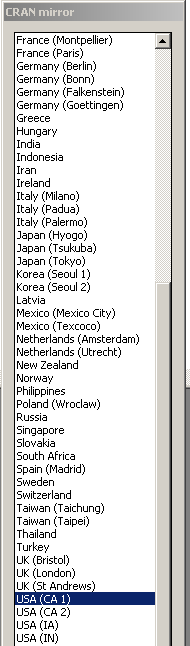 CRAN mirror
France (Montpellier)
France (Paris)
Germany (Berlin)
Germany (Bonn)
Germany (Falkenstein)
Germany (Goettingen)
Greece
Hungary
India
Indonesia
Iran
Ireland
Italy (Milano)
Italy (Padua)
Italy (Palermo)
Japan (Hyogo)
Japan (Tsukuba)
Japan (Tokyo)
Korea (Seoul 1)
Korea (Seoul 2)
Latvia
Mexico (Mexico City)
Mexico (Texcoco)
Netherlands (Amsterdam)
Netherlands (Utrecht)
New Zealand
Norway
Philippines
Poland (Wroclaw)
Russia
Singapore
Slovakia
South Africa
Spain (Madrid)
Sweden
Switzerland
Taiwan (Taichung)
Taiwan (Taipei)
Thailand
Turkey
UK (Bristol)
UK (London)
UK (St Andrews)
USA (CA 1)
USA (CA 2)
USA (IA)
USA (IN)